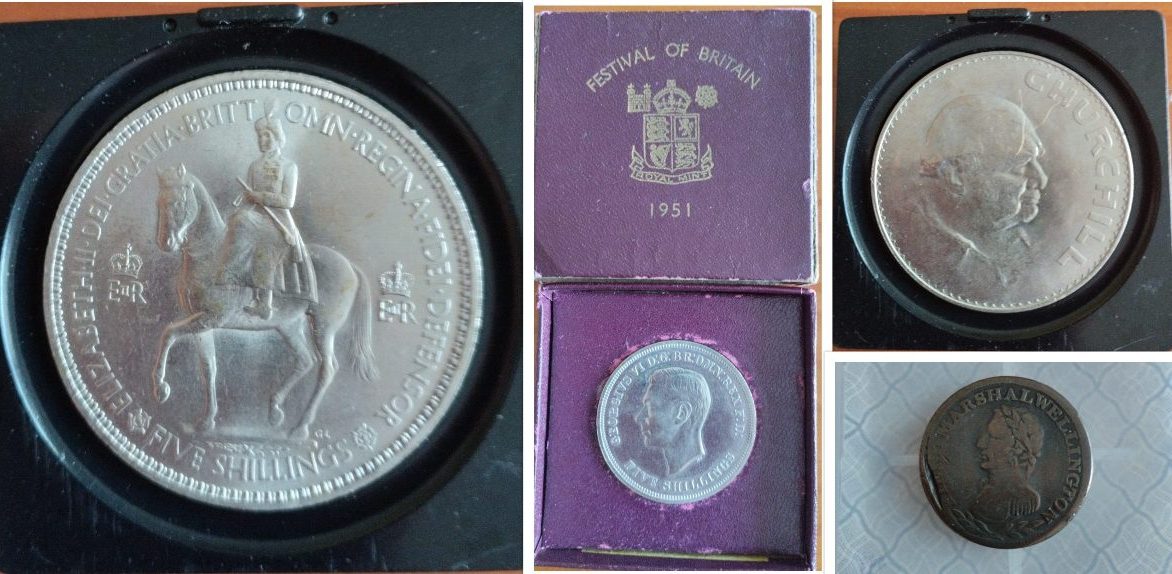 ELIZABETH·II·DEI·GRATIA·BRITT·OMN·REGINA·FIDEI·DEFENSOR
FIVE SHILLINGS
FESTIVAL OF BRITAIN
ROYAL MINT
1951
GEORGIVS VI D:G:BR:OMN:REX F:D:
FIVE SHILLINGS
CHURCHILL
MARSHAL WELLINGTON